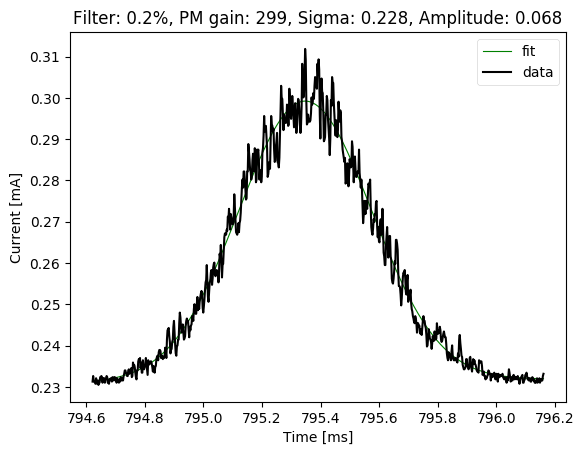 Filter: 0.2%, PM gain: 299, Sigma: 0.228, Amplitude: 0.068
fit
data
0.31
0.30
0.29
0.28
0.27
0.26
0.25
0.24
0.23
Current [mA]
794.6 794.8 795.0 795.2 795.4 795.6 795.8 796.0 796.2
Time [ms]